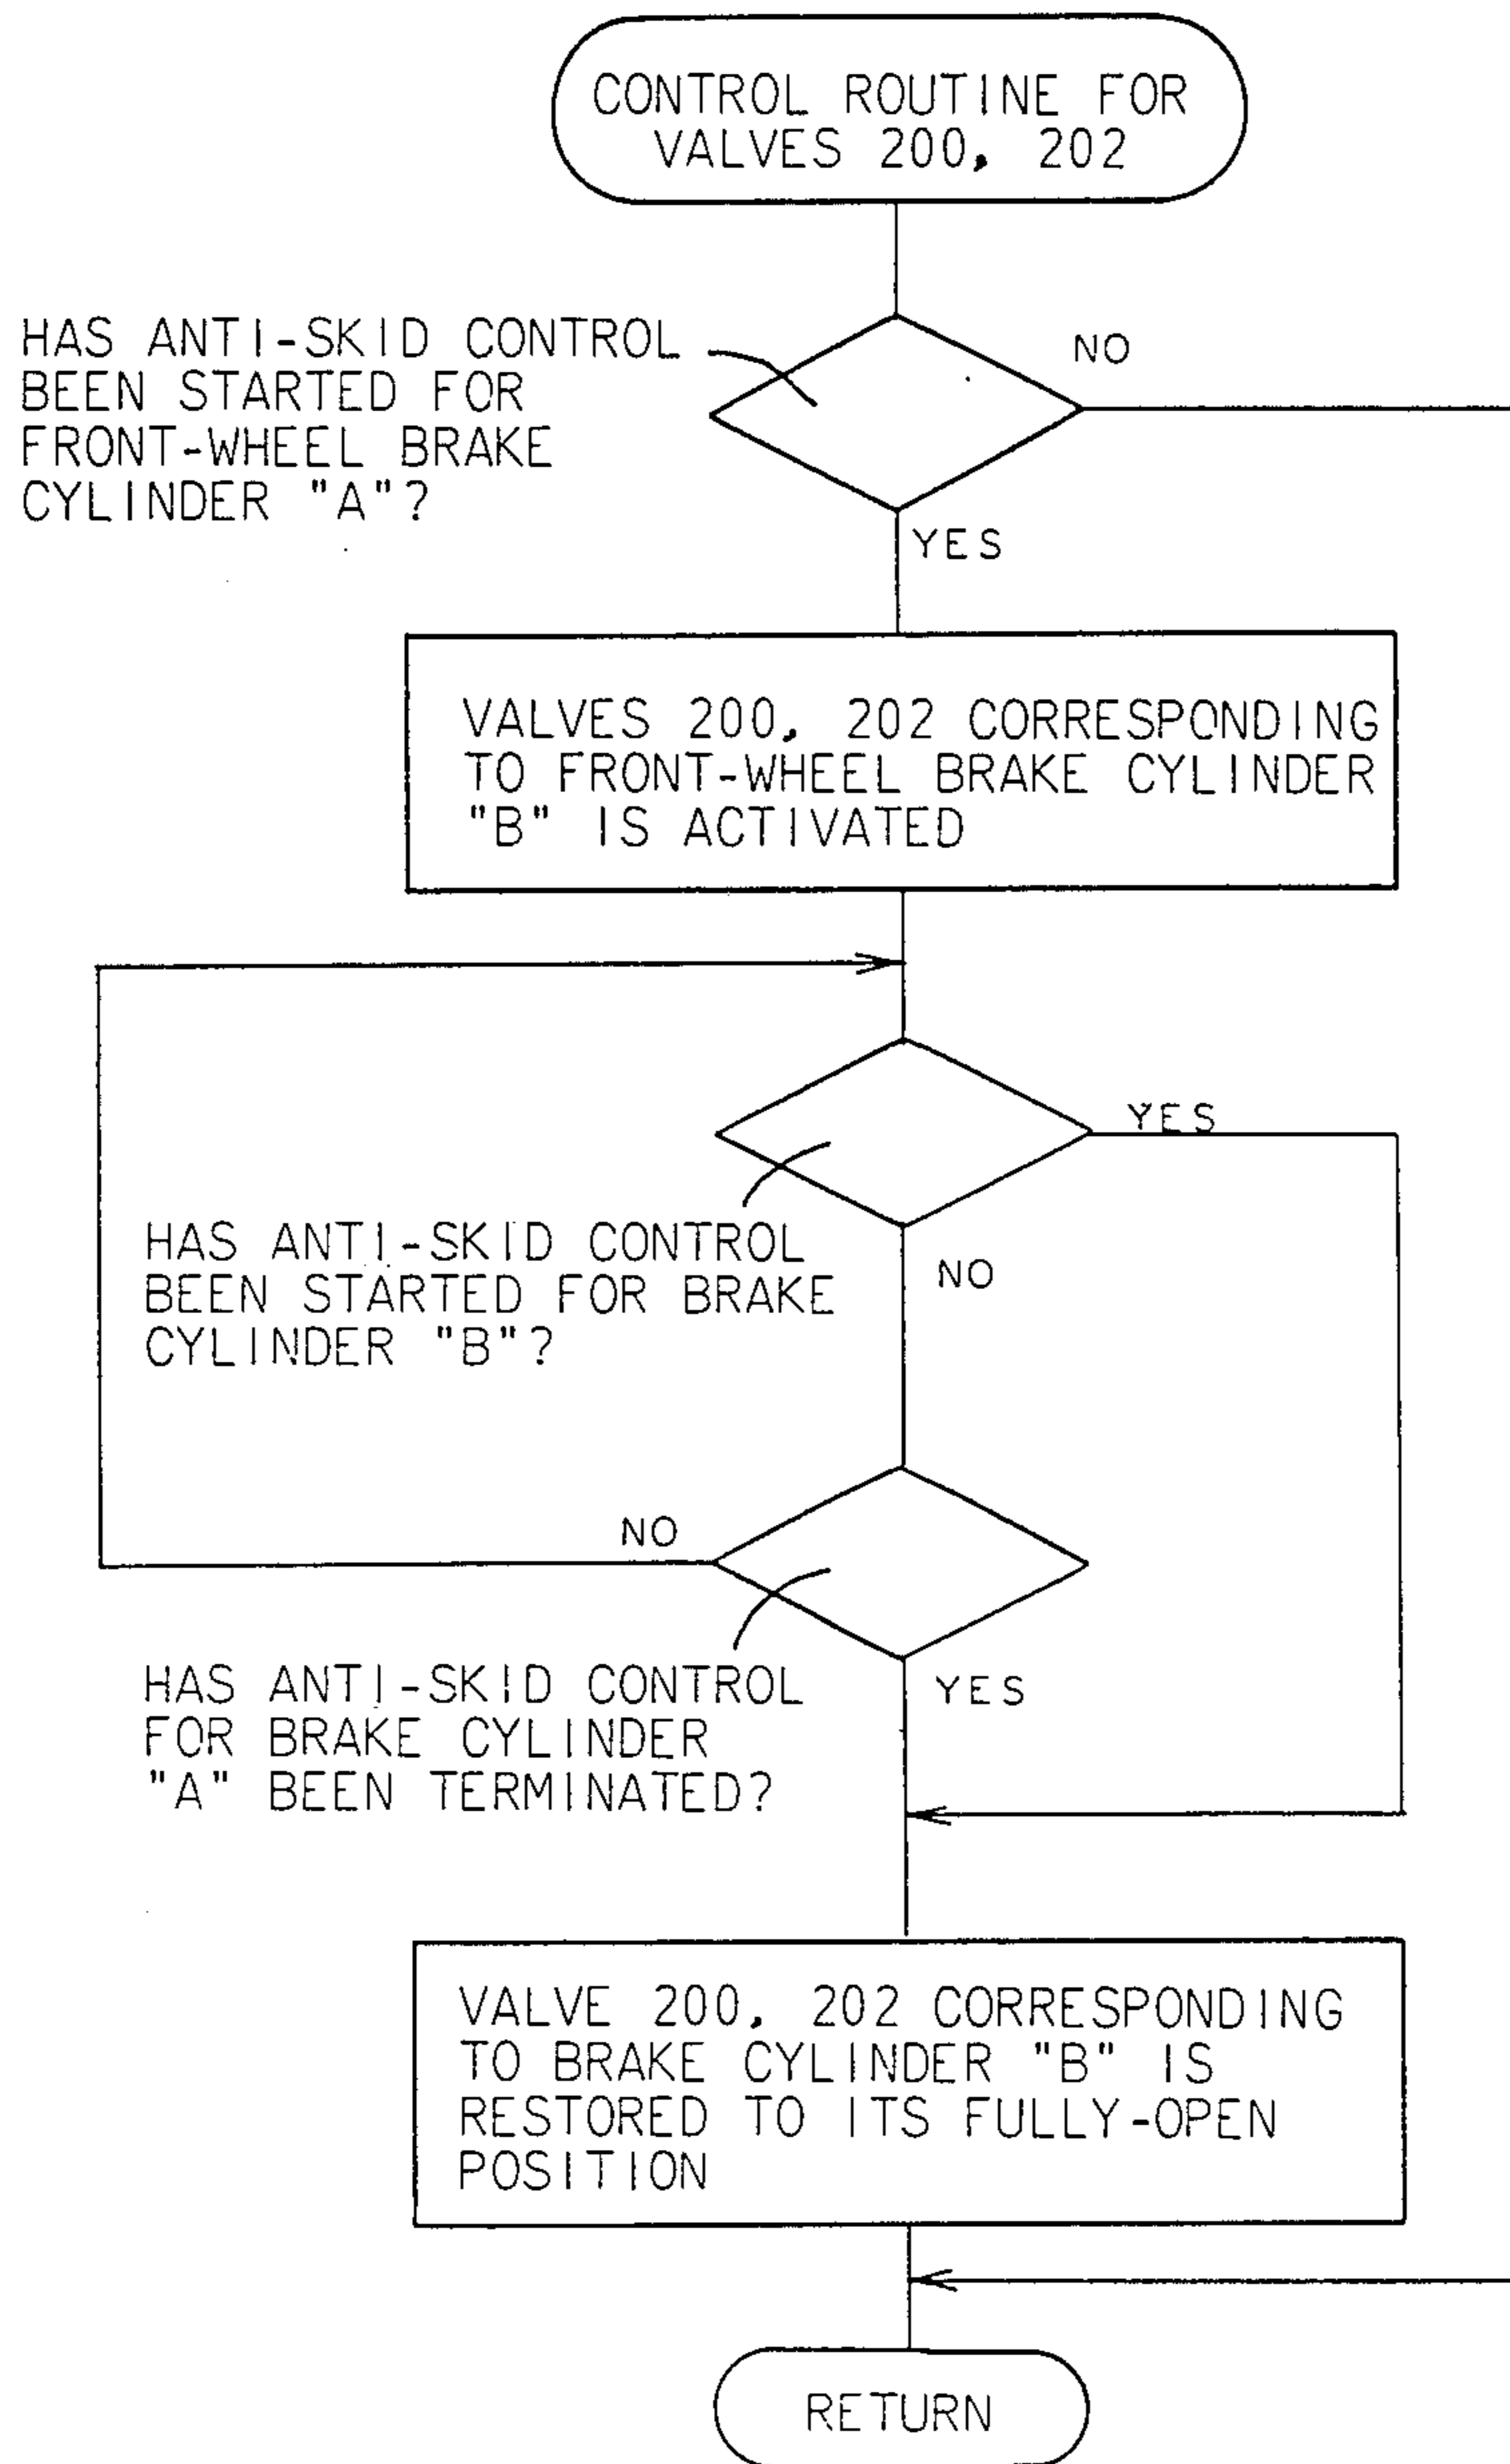 CONTROL ROUTINE FOR
VALVES 200, 202
HAS ANTI-SKID CONTROL
BEEN STARTED FOR
FRONT-WHEEL BRAKE
CYLINDER "A"?
NO
YES
VALVES 200, 202 CORRESPONDING
TO FRONT-WHEEL BRAKE CYLINDER
"B" IS ACTIVATED
YES
HAS ANTI-SKID CONTROL
BEEN STARTED FOR BRAKE
CYLINDER "B"?
NO
NO
HAS ANTI-SKID CONTROL
FOR BRAKE CYLINDER
"A" BEEN TERMINATED?
YES
VALVE 200, 202 CORRESPONDING
TO BRAKE CYLINDER "B" IS
RESTORED TO ITS FULLY-OPEN
POSITION
RETURN